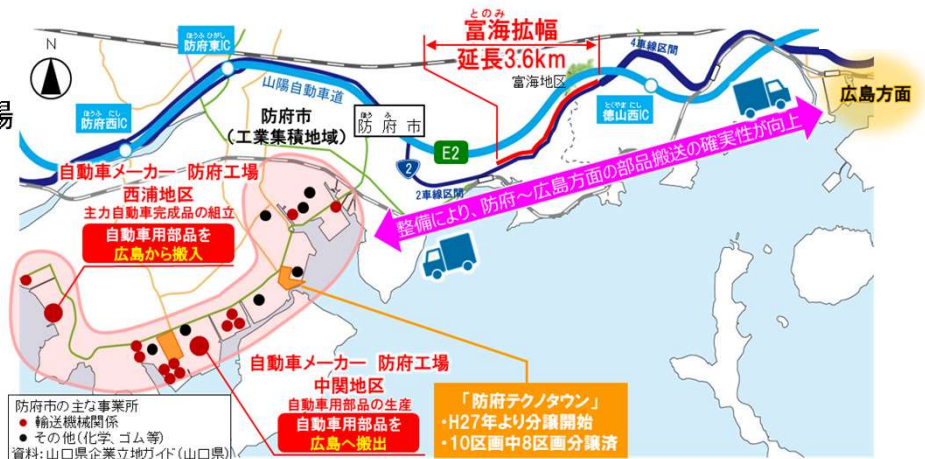 とのみ
富海拡幅
延長3.6km
4車線区間
富海地区
N
ほうふ ひがし
防府東IC
山陽自動車道
ほうふ にし
防府西IC
防府市
(工業集積地域)
ほうふ
防府市
E2
2
2車線区間
とくやま にし
徳山西IC
広島方面
場
整備により、防府～広島方面の部品搬送の確実性が向上
自動車メーカー 防府工場
西浦地区
主力自動車完成品の組立
自動車用部品を
広島から搬入
自動車メーカー 防府工場
中関地区
自動車用部品の生産
自動車用部品を
広島へ搬出
「防府テクノタウン」
・H27年より分譲開始
・10区画中8区画分譲済
防府市の主な事業所
● 輸送機械関係
● その他(化学、ゴム等)
資料:山口県企業立地ガイド(山口県)